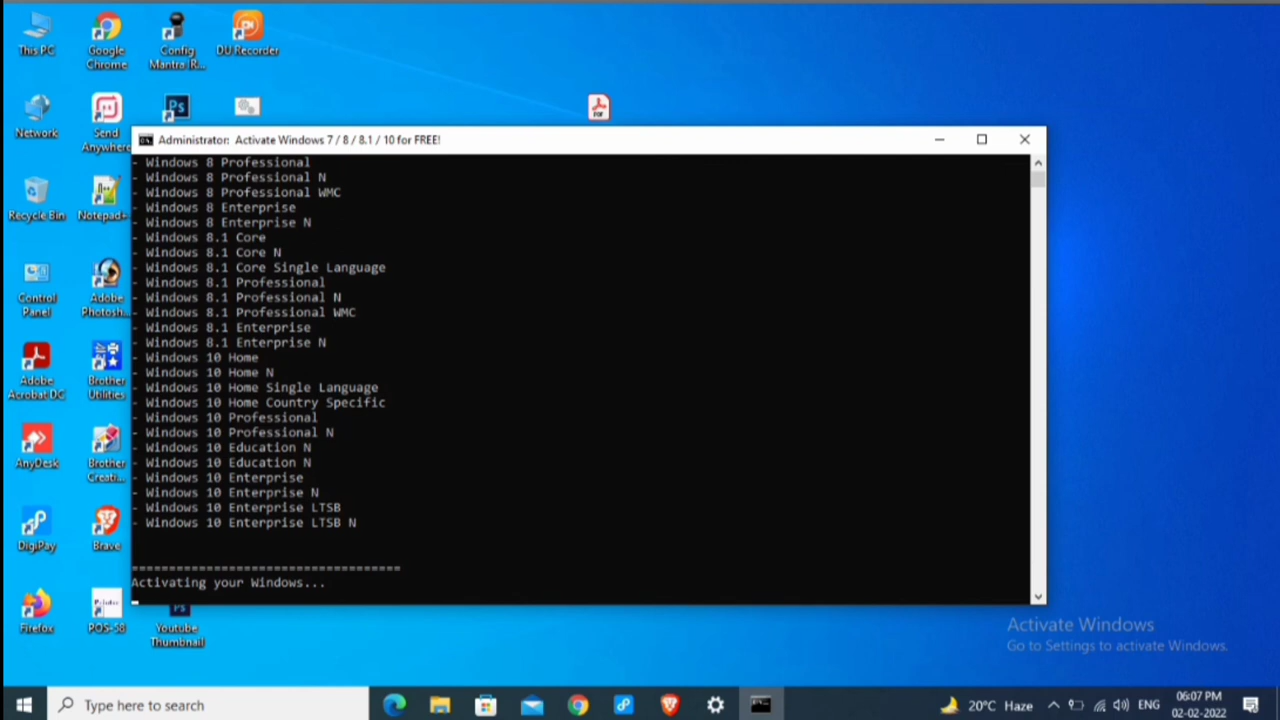 This PC
Google
Chrome
Config
Mantra R...
DU Recorder
Network
Send
Anywhere
Ps
PDF
Administrator: Activate Windows 7 / 8 / 8.1 / 10 for FREE!
- Windows 8 Professional
- Windows 8 Professional N
- Windows 8 Professional WMC
- Windows 8 Enterprise
- Windows 8 Enterprise N
- Windows 8.1 Core
- Windows 8.1 Core N
- Windows 8.1 Core Single Language
- Windows 8.1 Professional
- Windows 8.1 Professional N
- Windows 8.1 Professional WMC
- Windows 8.1 Enterprise
- Windows 8.1 Enterprise N
- Windows 10 Home
- Windows 10 Home N
- Windows 10 Home Single Language
- Windows 10 Home Country Specific
- Windows 10 Professional
- Windows 10 Professional N
- Windows 10 Education N
- Windows 10 Education N
- Windows 10 Enterprise
- Windows 10 Enterprise N
- Windows 10 Enterprise LTSB
- Windows 10 Enterprise LTSB N
====================================
Activating your Windows...
Recycle Bin
Notepad+
Control
Panel
Adobe
Photosh...
Adobe
Acrobat DC
Brother
Utilities
AnyDesk
Brother
Creati...
DigiPay
Brave
Firefox
POS-58
Ps
Youtube
Thumbnail
Activate Windows
Go to Settings to activate Windows.
Type here to search
20°C Haze
ENG
06:07 PM
02-02-2022